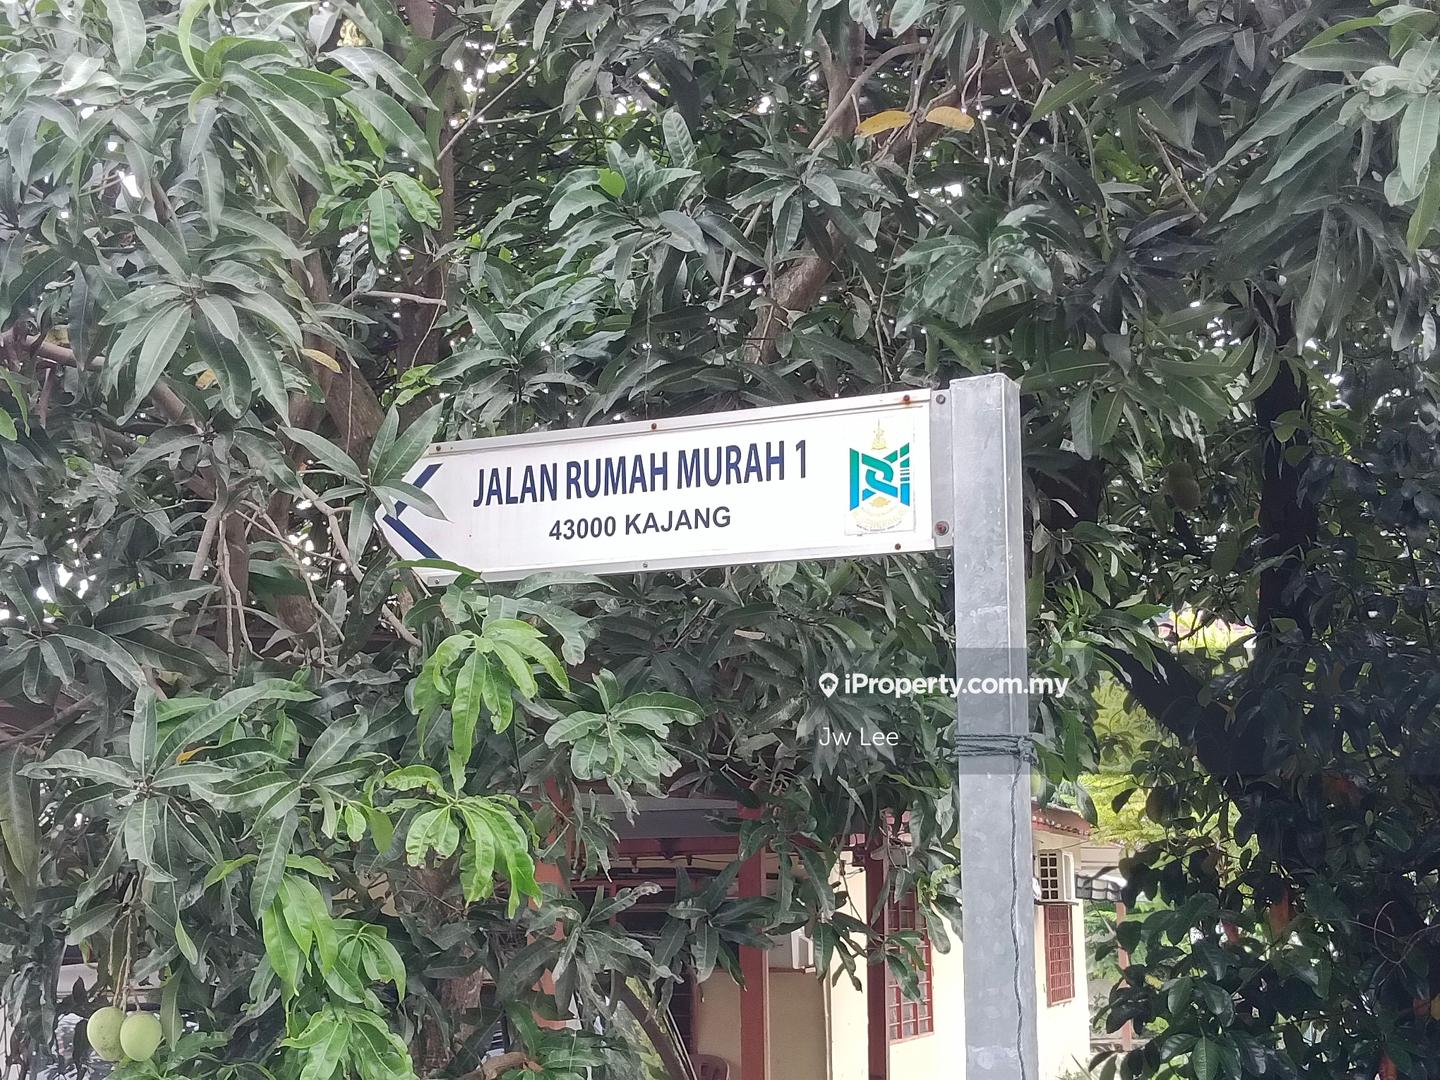 JALAN RUMAH MURAH 1
43000 KAJANG
iProperty.com.my
Jw Lee